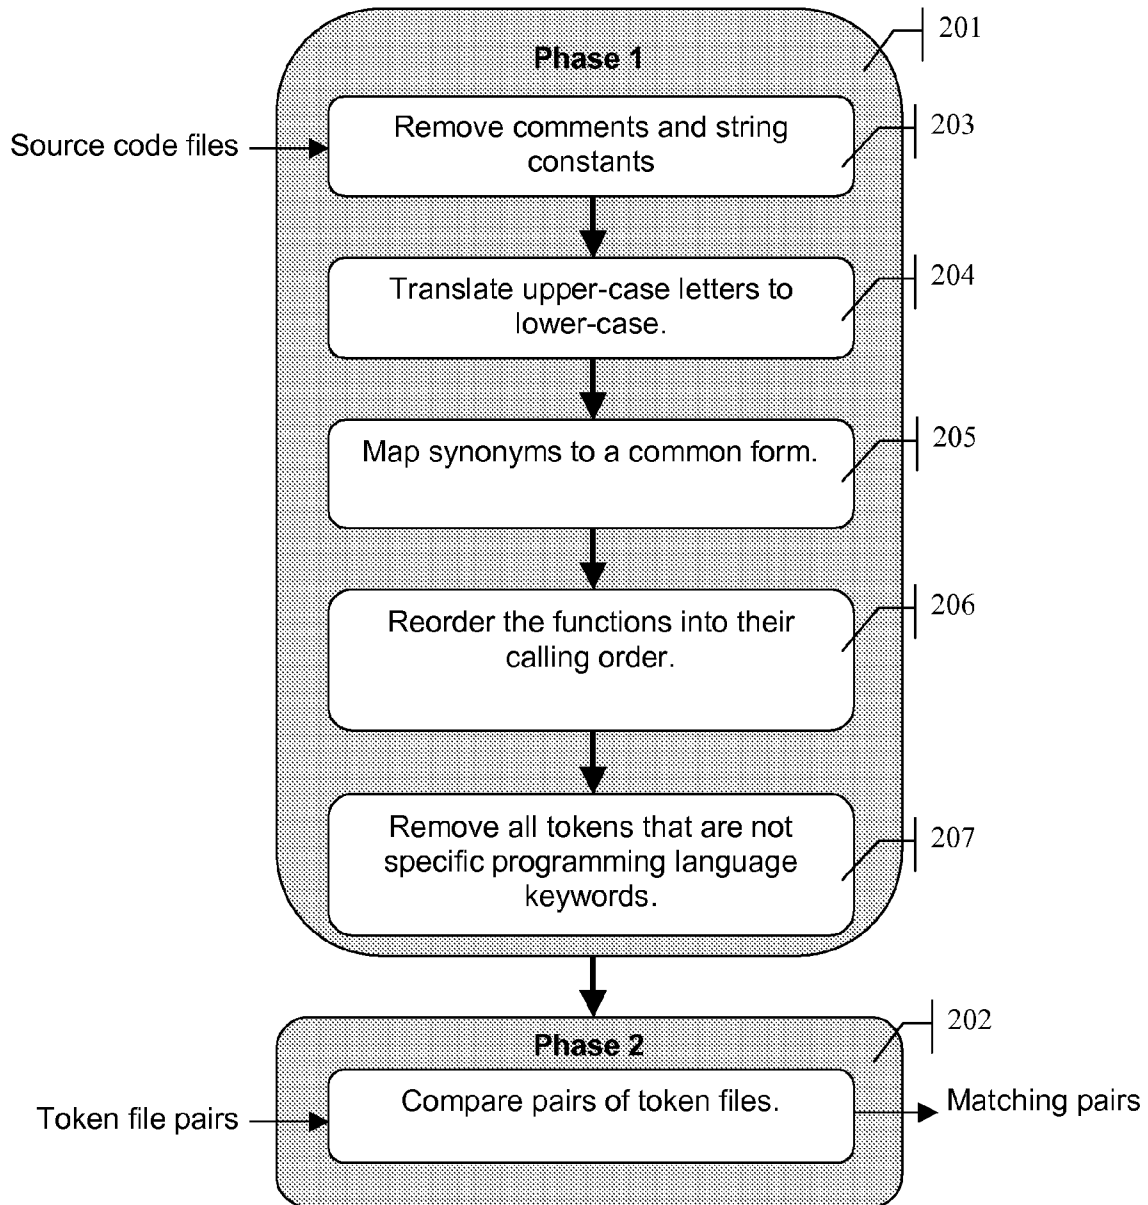 201
Phase 1
Remove comments and string
constants
203
Source code files
Translate upper-case letters to
lower-case.
204
Map synonyms to a common form.
205
Reorder the functions into their
calling order.
206
Remove all tokens that are not
specific programming language
keywords.
207
202
Phase 2
Compare pairs of token files.
Token file pairs
Matching pairs